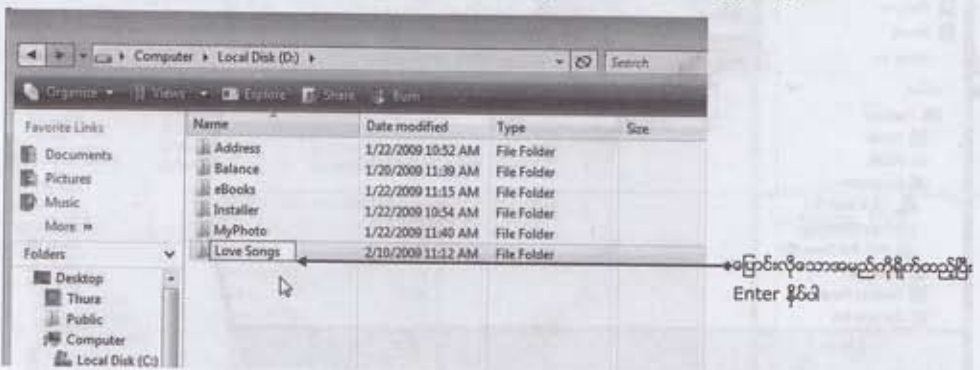 Computer ▸ Local Disk (D:) ▸ Search
Organize Views Explore Share Burn
Favorite Links
Documents
Pictures
Music
More »
Folders
Desktop
Thura
Public
Computer
Local Disk (C:)
Name Date modified Type Size
Address 1/22/2009 10:52 AM File Folder
Balance 1/20/2009 11:39 AM File Folder
eBooks 1/22/2009 11:15 AM File Folder
Installer 1/22/2009 10:54 AM File Folder
MyPhoto 1/22/2009 11:40 AM File Folder
Love Songs 2/10/2009 11:12 AM File Folder
ပြောင်းလိုသောအမည်ကိုရိုက်ထည့်ပြီး
Enter နှိပ်ပါ